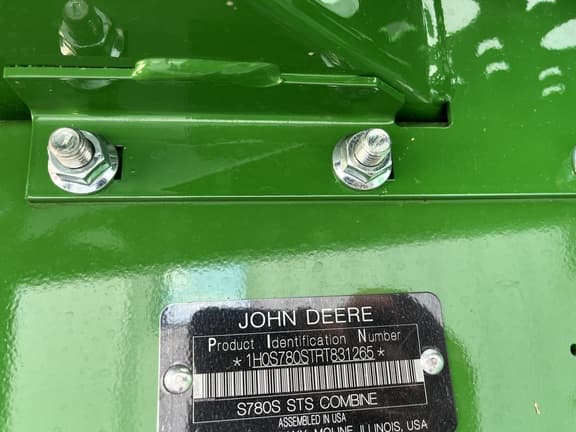 JOHN DEERE
Product Identification Number
*1H0S780STRT831265*
S780S STS COMBINE
ASSEMBLED IN USA
MOLINE, ILLINOIS, USA